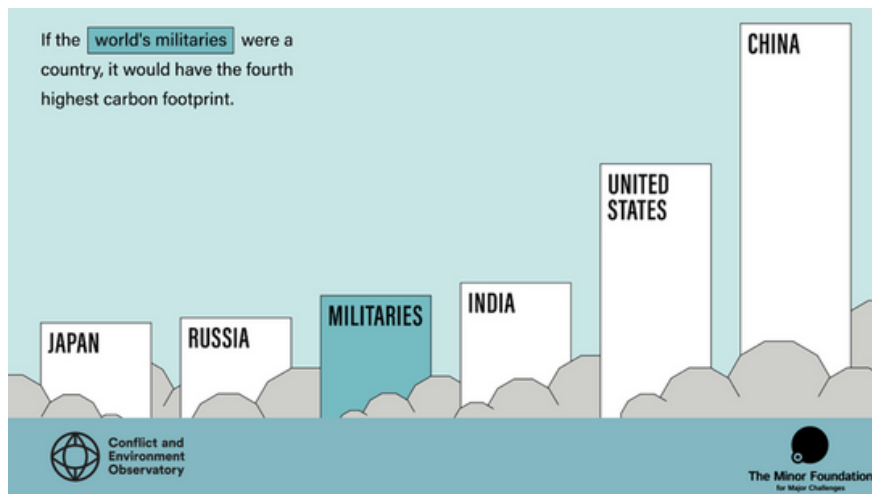 If the world's militaries were a
country, it would have the fourth
highest carbon footprint.
CHINA
UNITED
STATES
INDIA
MILITARIES
RUSSIA
JAPAN
Conflict and
Environment
Observatory
The Minor Foundation
for Major Challenges